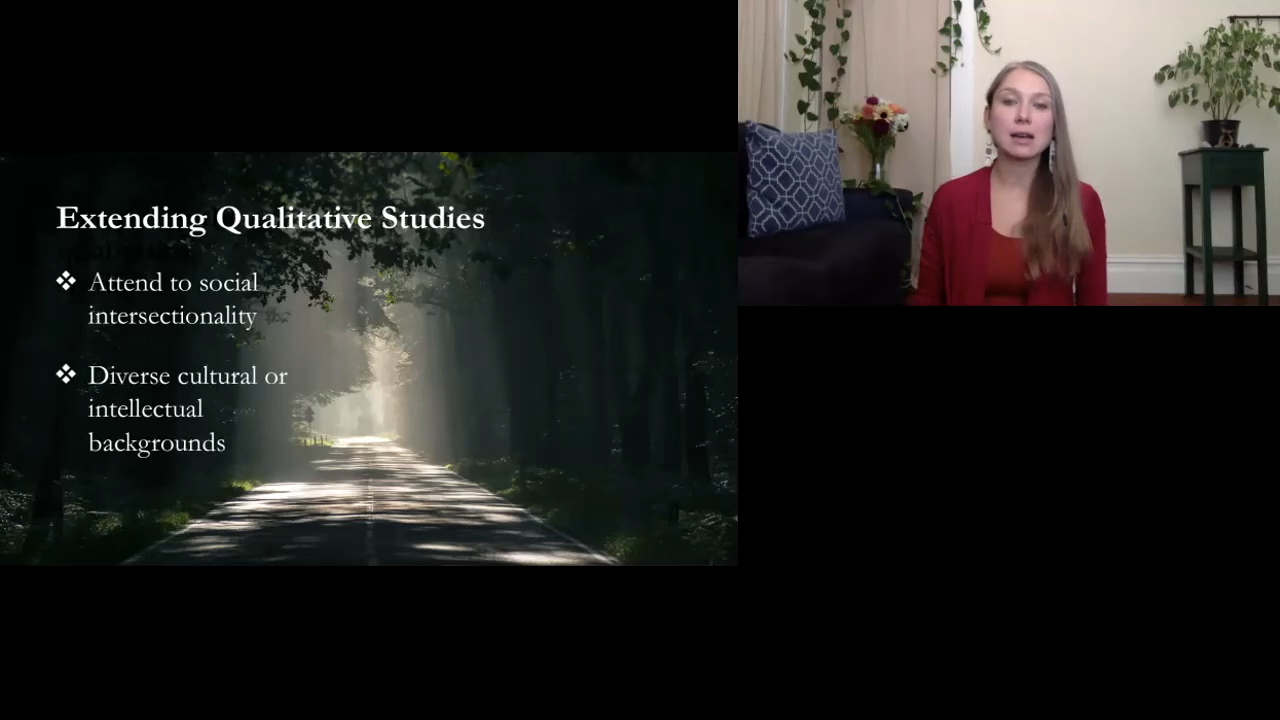 Extending Qualitative Studies
❖ Attend to social
intersectionality
❖ Diverse cultural or
intellectual
backgrounds